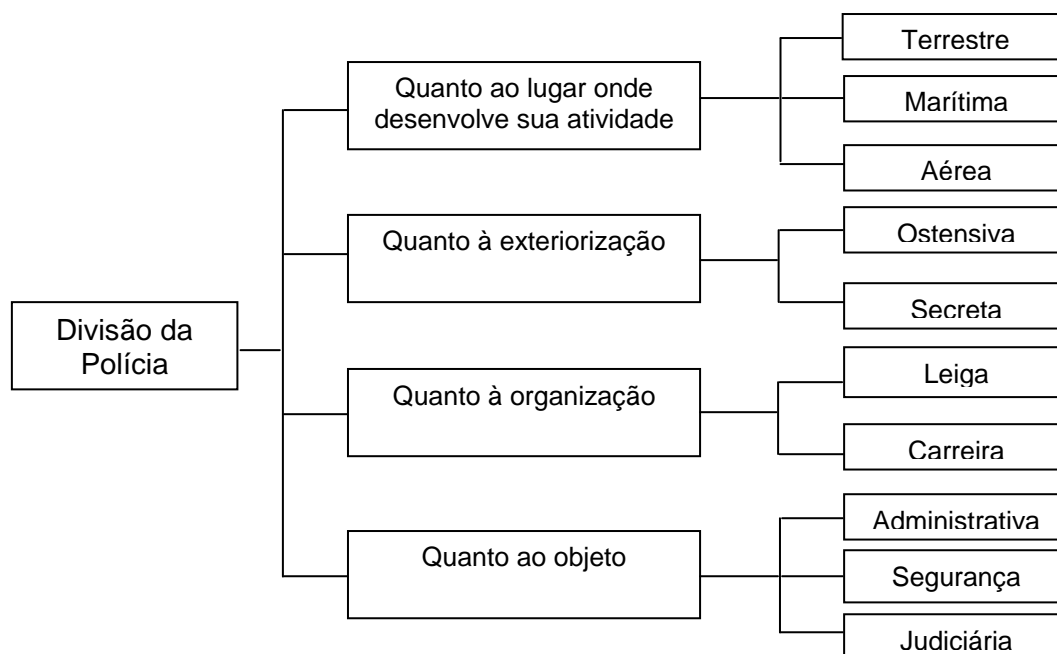 Divisão da
Polícia
Quanto ao lugar onde
desenvolve sua atividade
Terrestre
Marítima
Aérea
Quanto à exteriorização
Ostensiva
Secreta
Quanto à organização
Leiga
Carreira
Quanto ao objeto
Administrativa
Segurança
Judiciária